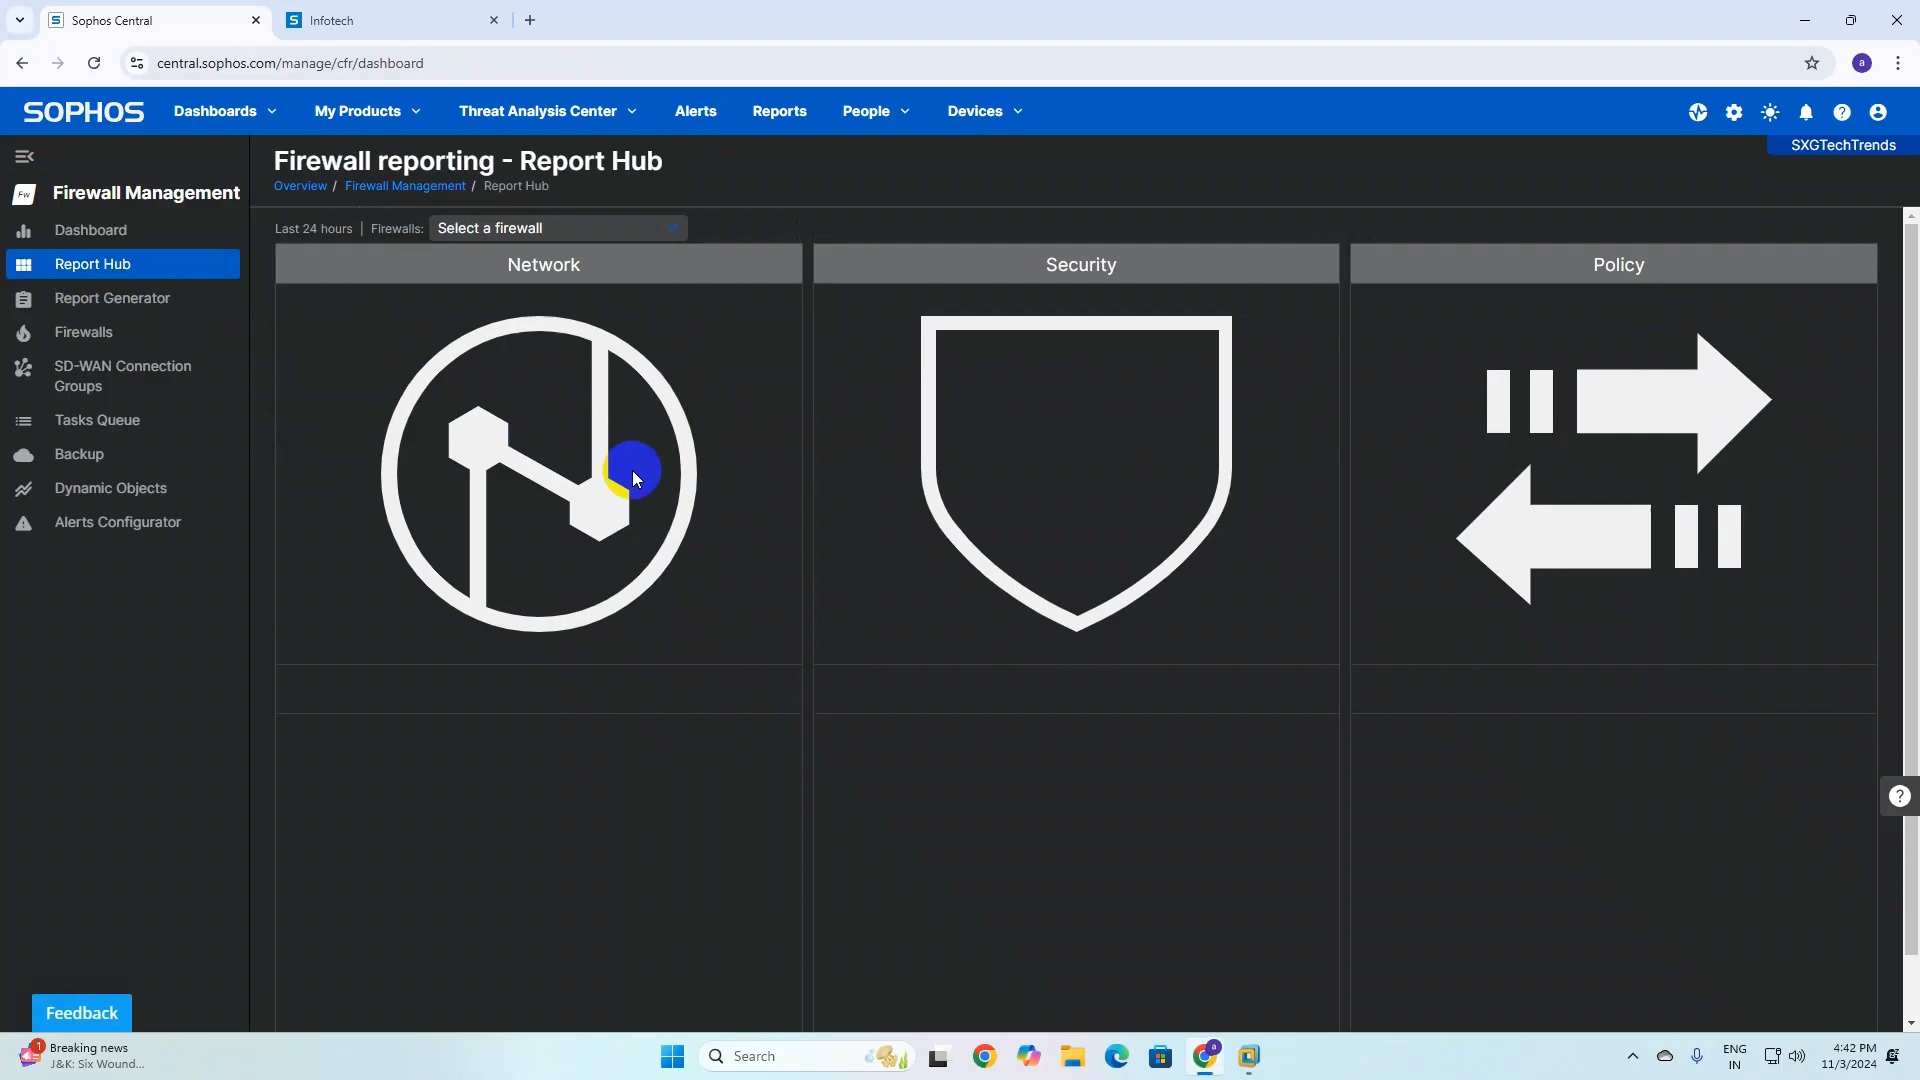 Sophos Central
Infotech
central.sophos.com/manage/cfr/dashboard
a
SOPHOS
Dashboards
My Products
Threat Analysis Center
Alerts
Reports
People
Devices
SXGTechTrends
Fw
Firewall Management
Dashboard
Report Hub
Report Generator
Firewalls
SD-WAN Connection
Groups
Tasks Queue
Backup
Dynamic Objects
Alerts Configurator
Feedback
Firewall reporting - Report Hub
Overview / Firewall Management / Report Hub
Last 24 hours | Firewalls: Select a firewall
Network
Security
Policy
?
1
Breaking news
J&K: Six Wound...
Search
a
ENG
IN
4:42 PM
11/3/2024